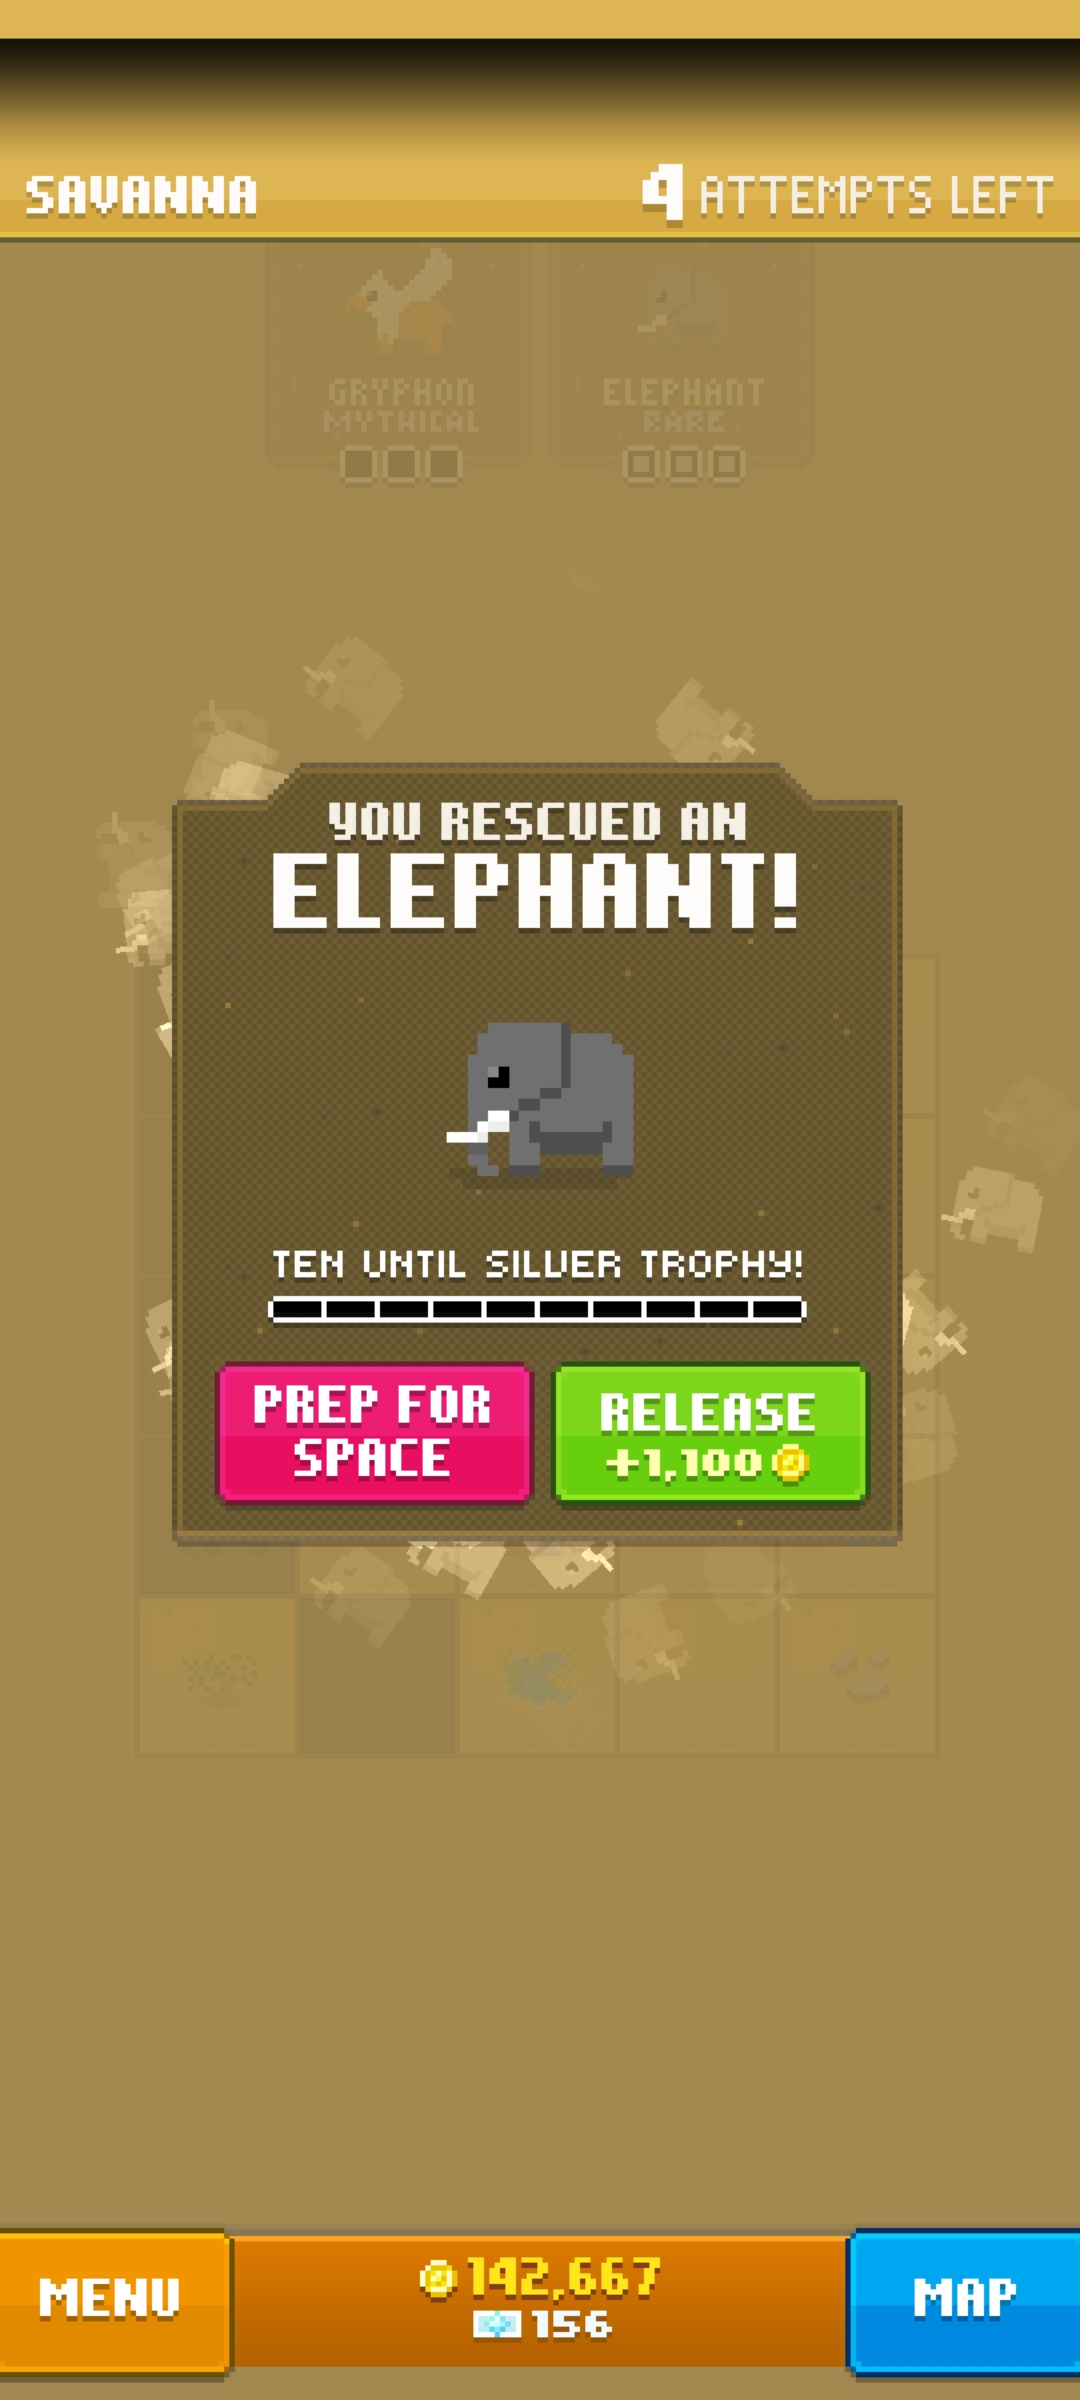 SAVANNA
4 ATTEMPTS LEFT
GRYPHON
MYTHICAL
ELEPHANT
RARE
YOU RESCUED AN
ELEPHANT!
TEN UNTIL SILVER TROPHY!
PREP FOR
SPACE
RELEASE
+1,100
MENU
142,667
156
MAP